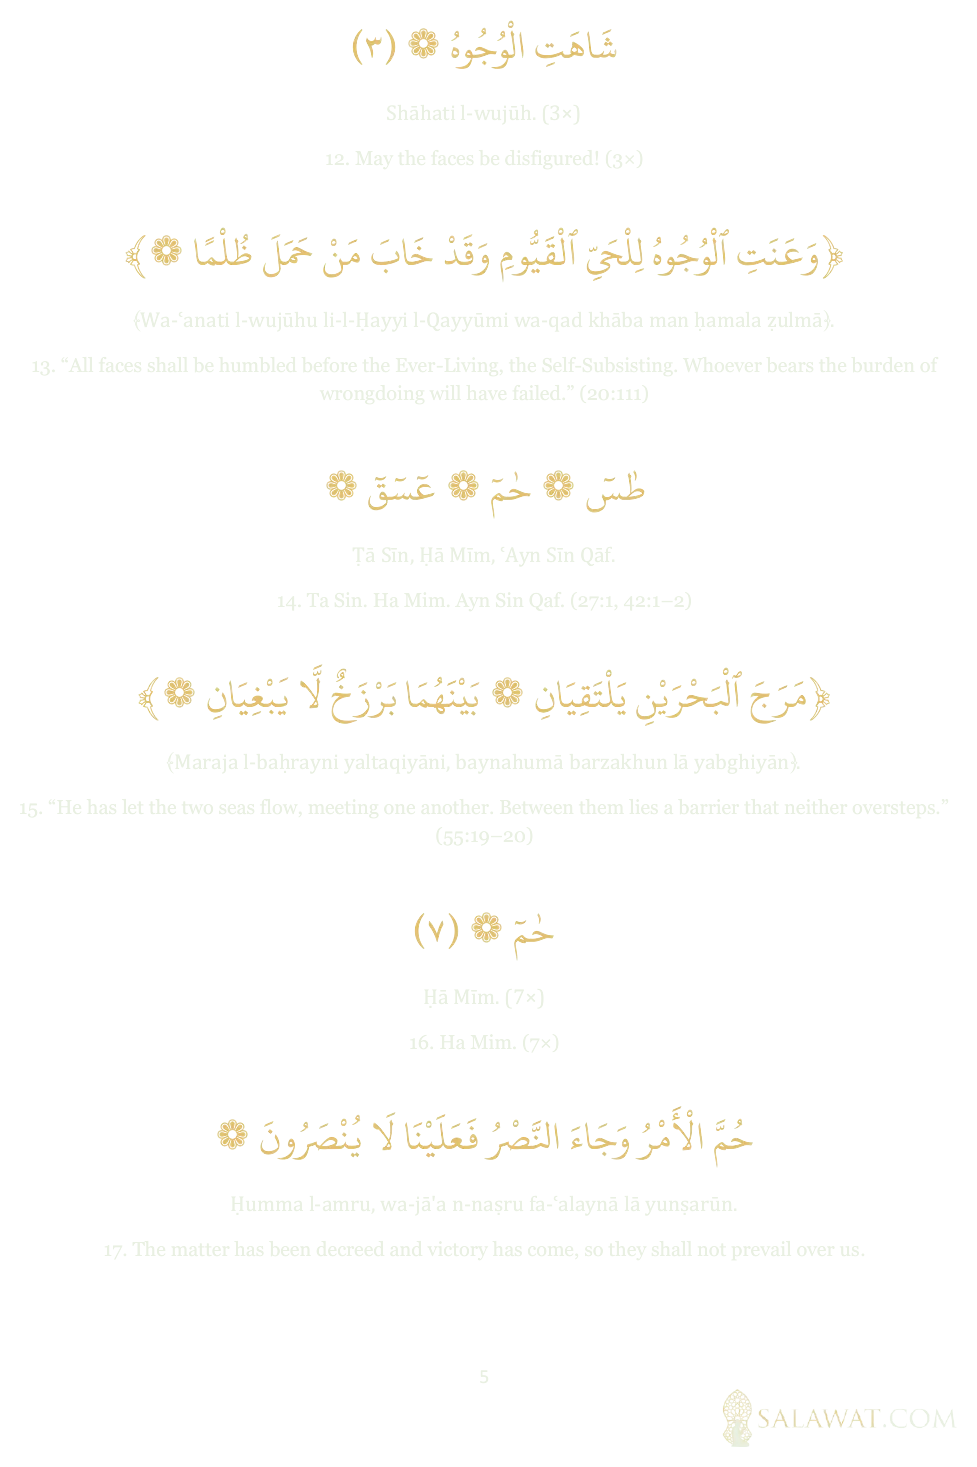 شَاهَتِ الْوُجُوهُ ❁ (٣)
Shāhati l-wujūh. (3×)
12. May the faces be disfigured! (3×)
﴿وَعَنَتِ ٱلْوُجُوهُ لِلْحَيِّ ٱلْقَيُّومِ وَقَدْ خَابَ مَنْ حَمَلَ ظُلْمًا ❁﴾
﴾Wa-ʿanati l-wujūhu li-l-Ḥayyi l-Qayyūmi wa-qad khāba man ḥamala ẓulmā﴿.
13. “All faces shall be humbled before the Ever-Living, the Self-Subsisting. Whoever bears the burden of
wrongdoing will have failed.” (20:111)
طٰسٓ ❁ حٰمٓ ❁ عٓسٓقٓ ❁
Ṭā Sīn, Ḥā Mīm, ʿAyn Sīn Qāf.
14. Ta Sin. Ha Mim. Ayn Sin Qaf. (27:1, 42:1–2)
﴿مَرَجَ ٱلْبَحْرَيْنِ يَلْتَقِيَانِ ❁ بَيْنَهُمَا بَرْزَخٌ لَّا يَبْغِيَانِ ❁﴾
﴾Maraja l-baḥrayni yaltaqiyāni, baynahumā barzakhun lā yabghiyān﴿.
15. “He has let the two seas flow, meeting one another. Between them lies a barrier that neither oversteps.”
(55:19–20)
حٰمٓ ❁ (٧)
Ḥā Mīm. (7×)
16. Ha Mim. (7×)
حُمَّ الْأَمْرُ وَجَاءَ النَّصْرُ فَعَلَيْنَا لَا يُنْصَرُونَ ❁
Ḥumma l-amru, wa-jā'a n-naṣru fa-ʿalaynā lā yunṣarūn.
17. The matter has been decreed and victory has come, so they shall not prevail over us.
5
SALAWAT.COM